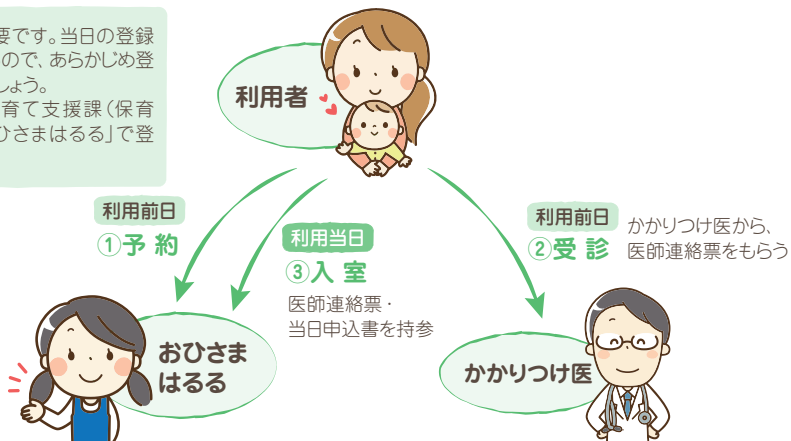 要です。当日の登録
ので、あらかじめ登
しょう。
育て支援課(保育
ひさまはるる」で登
利用者
利用前日
①予 約
利用当日
③入 室
医師連絡票・
当日申込書を持参
利用前日
②受 診
かかりつけ医から、
医師連絡票をもらう
おひさま
はるる
かかりつけ医